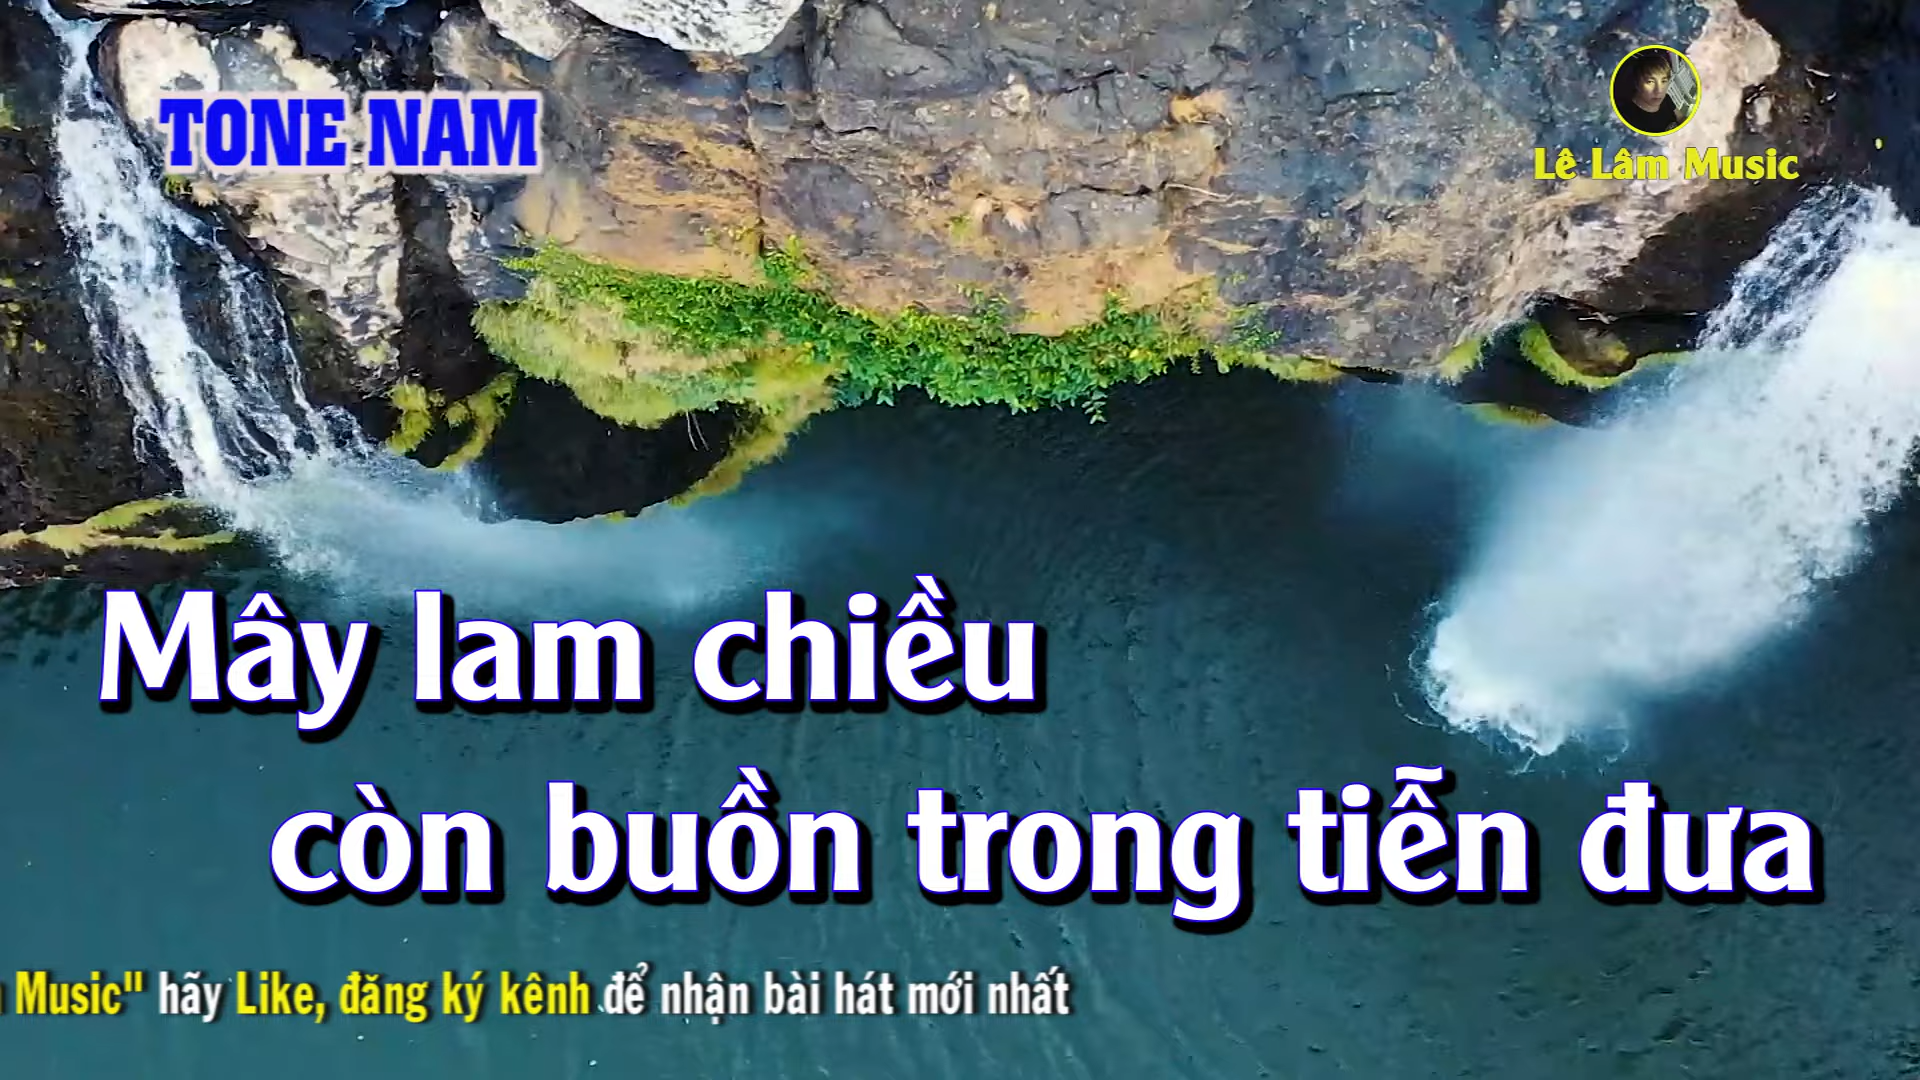 TONE NAM
Lê Lâm Music
Mây lam chiều
còn buồn trong tiễn đưa
Music" hãy Like, đăng ký kênh để nhận bài hát mới nhất